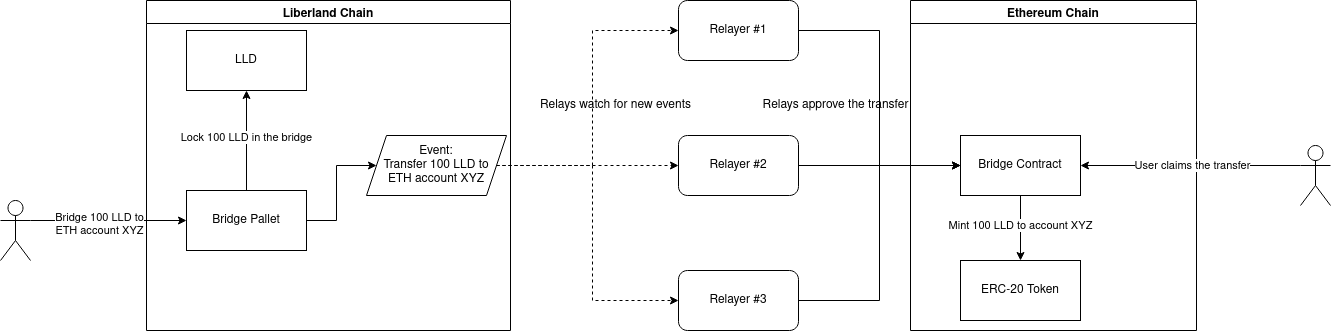 Liberland Chain
LLD
Lock 100 LLD in the bridge
Event:
Transfer 100 LLD to
ETH account XYZ
Bridge 100 LLD to
ETH account XYZ
Bridge Pallet
Relayer #1
Relays watch for new events
Relays approve the transfer
Relayer #2
Relayer #3
Ethereum Chain
Bridge Contract
User claims the transfer
Mint 100 LLD to account XYZ
ERC-20 Token